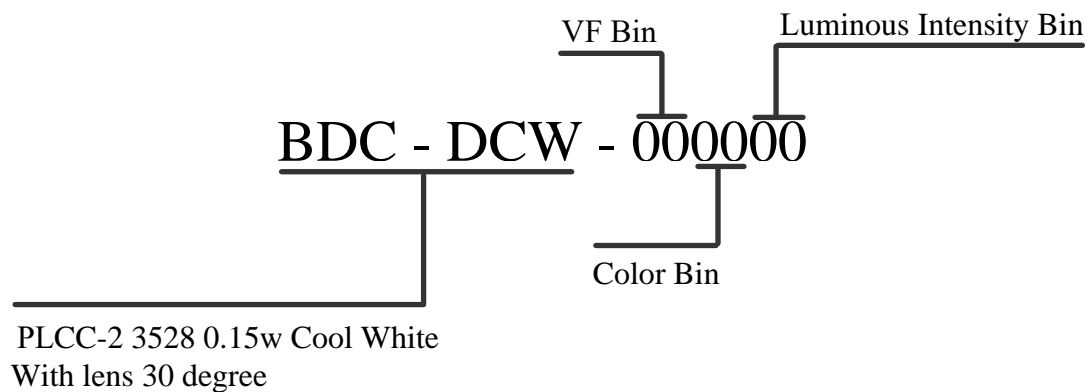 VF Bin
Luminous Intensity Bin
BDC - DCW - 000000
Color Bin
PLCC-2 3528 0.15w Cool White
With lens 30 degree